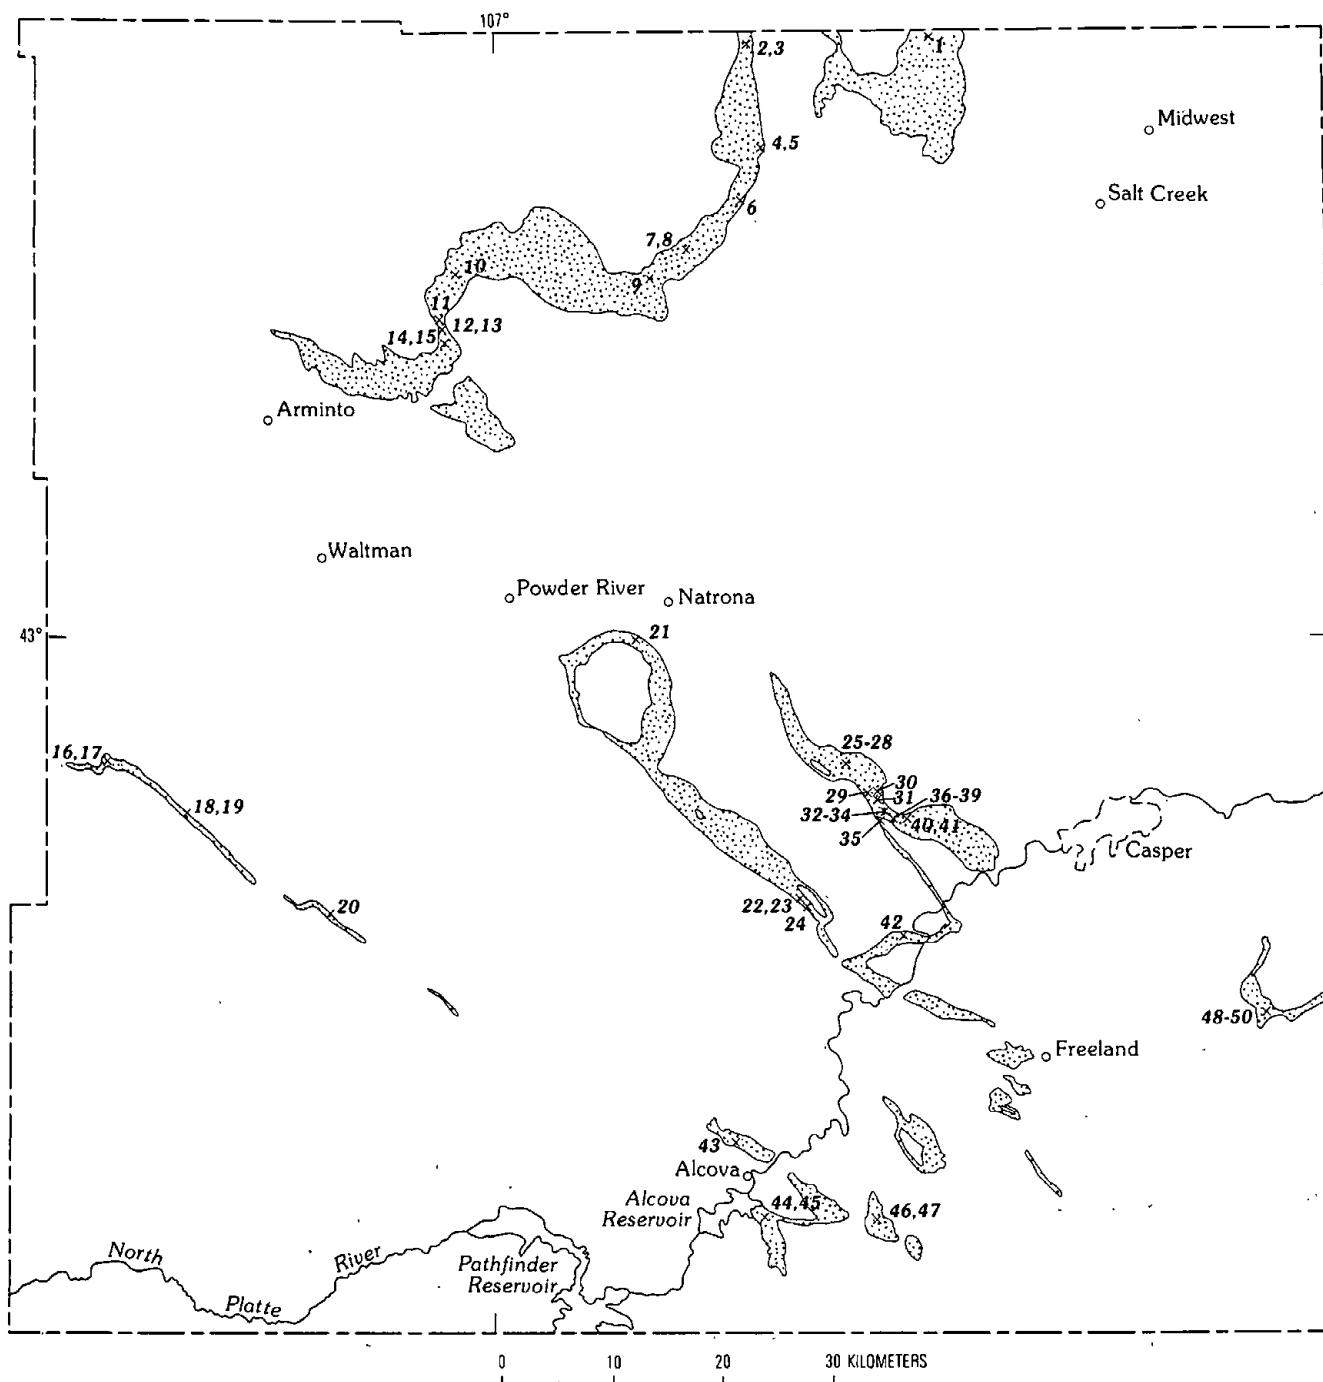 107°
1
2,3
Midwest
4,5
Salt Creek
6
7,8
10
9
11
12,13
14,15
Arminto
Waltman
Powder River
Natrona
43°
21
25-28
16,17
30
29
31
36-39
18,19
32-34
40,41
35
Casper
20
22,23
24
42
48-50
Freeland
43
Alcova
Alcova
Reservoir
44,45
46,47
North
River
Pathfinder
Reservoir
Platte
0 10 20 30 KILOMETERS